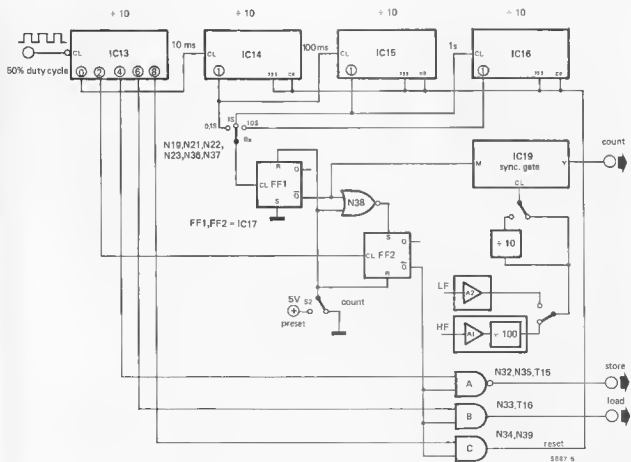 ÷ 10
÷ 10
÷ 10
÷ 10
50% duty cycle
CL
IC13
0
2
4
6
8
10 ms
CL
IC14
1
100 ms
CL
IC15
1
1s
CL
IC16
1
0,1S
1S
10S
N19,N21,N22,
N23,N36,N37
R
CL FF1
Q
Q
S
FF1,FF2 = IC17
N38
S
CL FF2
Q
Q
R
M
IC19
sync. gate
Y
CL
count
÷ 10
LF
A2
HF
A1
÷ 100
5V
S2
count
preset
A
N32,N35,T15
store
B
N33,T16
load
C
N34,N39
reset